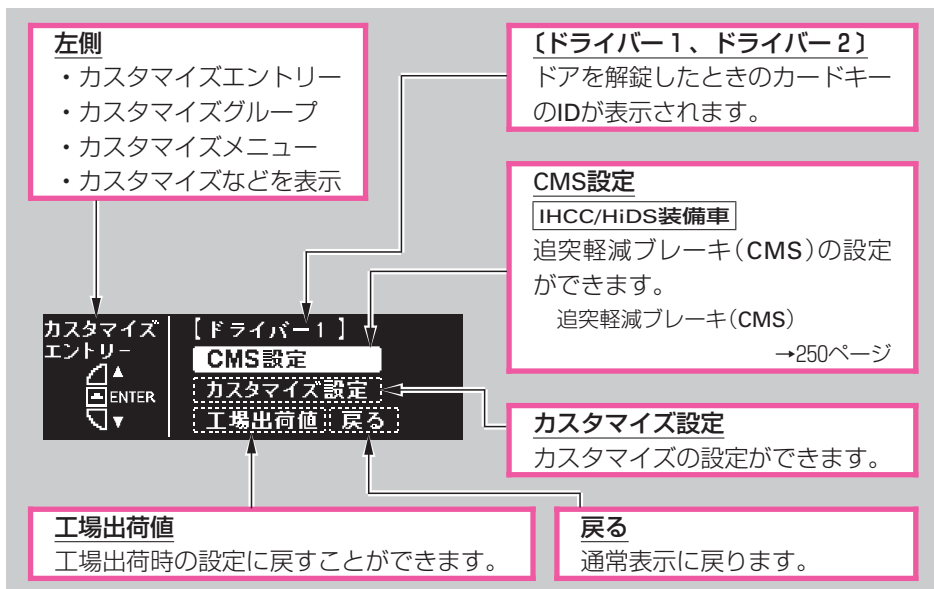 左側
・カスタマイズエントリー
・カスタマイズグループ
・カスタマイズメニュー
・カスタマイズなどを表示
〔ドライバー１、ドライバー２〕
ドアを解錠したときのカードキー
のIDが表示されます。
CMS設定
IHCC/HiDS装備車
追突軽減ブレーキ（CMS）の設定
ができます。
追突軽減ブレーキ（CMS）
→250ページ
カスタマイズ
エントリー
▲
ENTER
▼
【ドライバー１】
CMS設定
カスタマイズ設定
工場出荷値 戻る
カスタマイズ設定
カスタマイズの設定ができます。
工場出荷値
工場出荷時の設定に戻すことができます。
戻る
通常表示に戻ります。